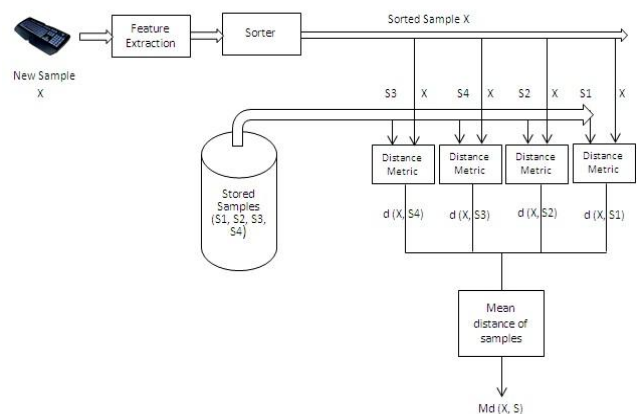 Sorted Sample X
Feature
Extraction
Sorter
New Sample
X
S3 X S4 X S2 X S1 X
Distance
Metric
Distance
Metric
Distance
Metric
Distance
Metric
Stored
Samples
(S1, S2, S3,
S4)
d (X, S4) d (X, S3) d (X, S2) d (X, S1)
Mean
distance of
samples
Md (X, S)